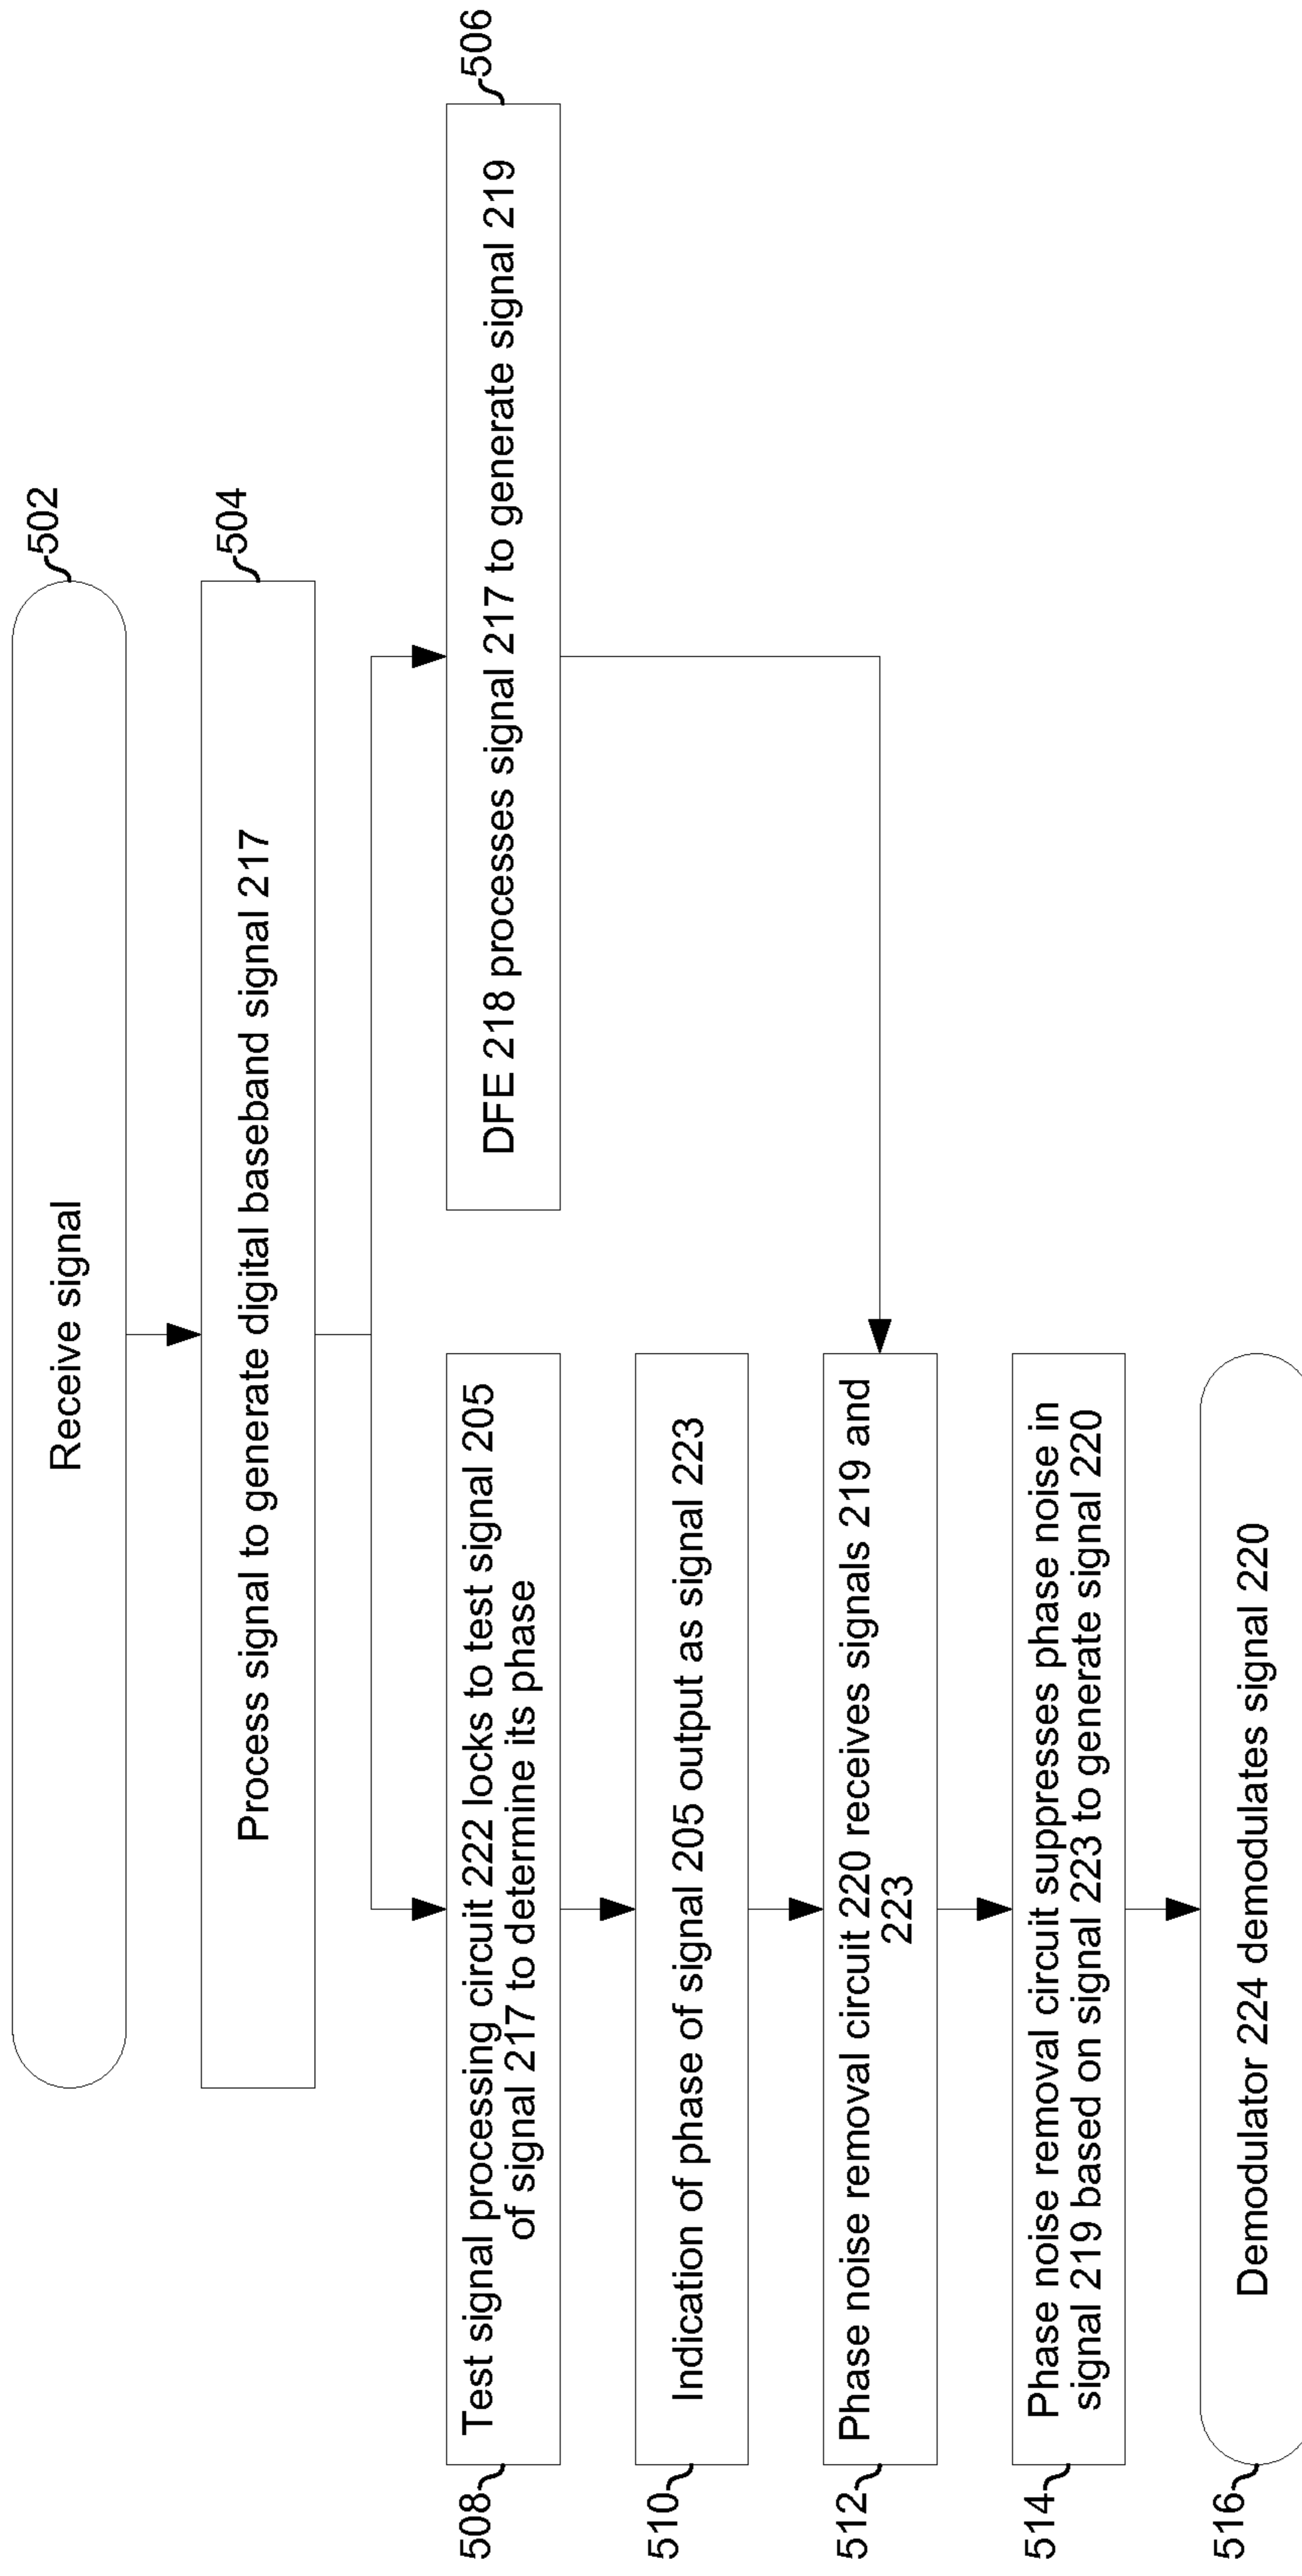 Receive signal
502
Process signal to generate digital baseband signal 217
504
DFE 218 processes signal 217 to generate signal 219
506
508
Test signal processing circuit 222 locks to test signal 205
of signal 217 to determine its phase
510
Indication of phase of signal 205 output as signal 223
512
Phase noise removal circuit 220 receives signals 219 and
223
514
Phase noise removal circuit suppresses phase noise in
signal 219 based on signal 223 to generate signal 220
516
Demodulator 224 demodulates signal 220